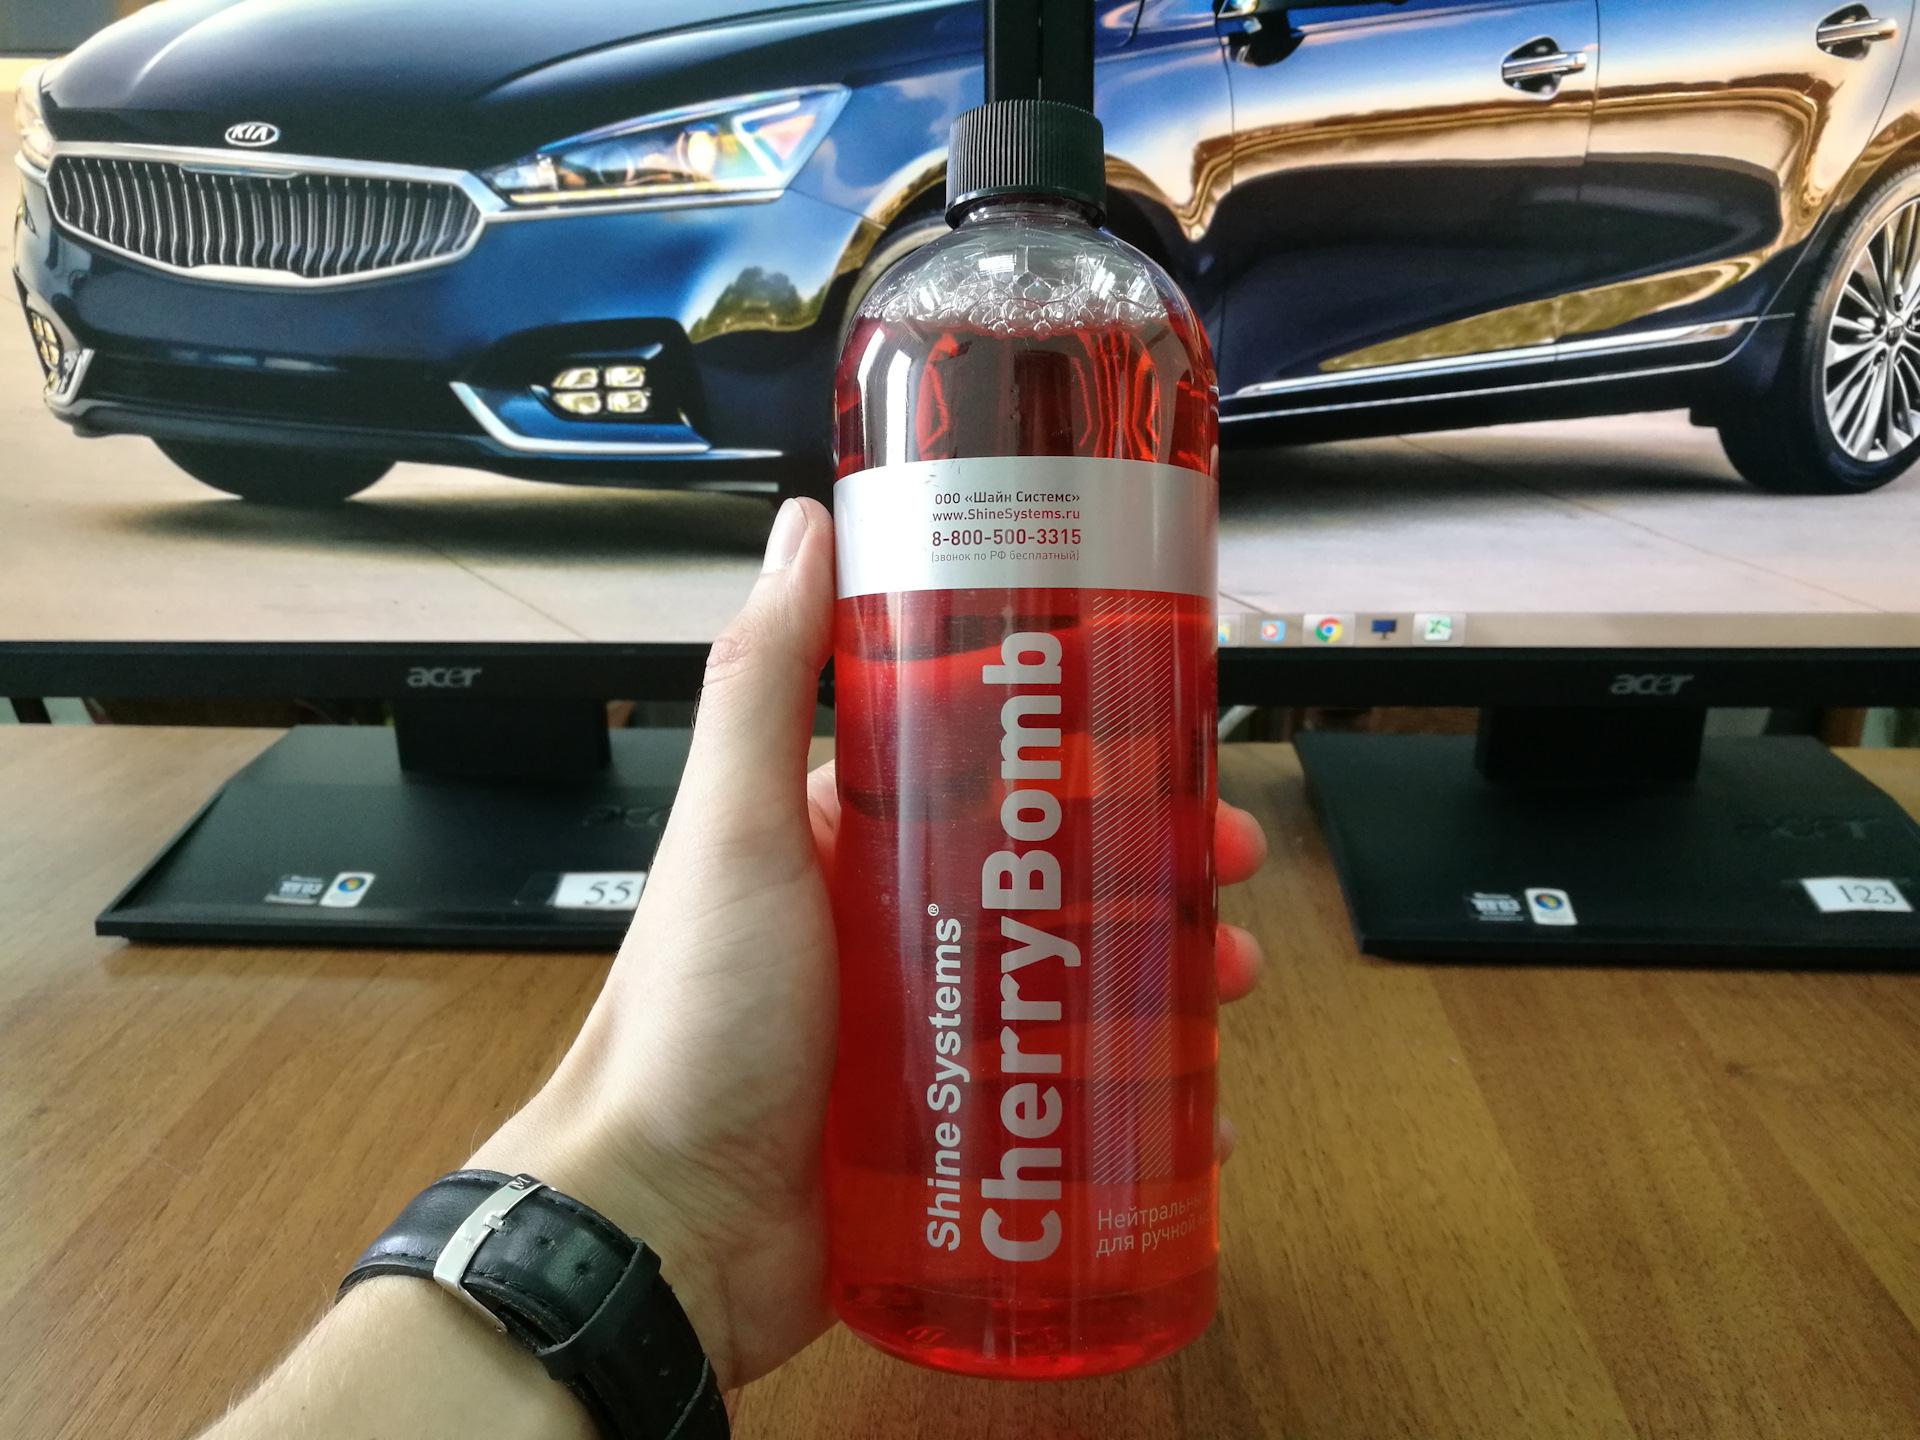 KIA
ООО «Шайн Системс»
www.ShineSystems.ru
8-800-500-3315
(звонок по РФ бесплатный)
Shine Systems®
CherryBomb
для ручной
acer
acer
55
123